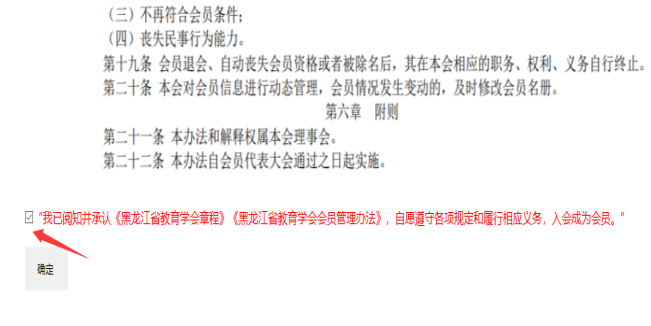 （三）不再符合会员条件；
（四）丧失民事行为能力。
第十九条 会员退会、自动丧失会员资格或者被除名后，其在本会相应的职务、权利、义务自行终止。
第二十条 本会对会员信息进行动态管理，会员情况发生变动的，及时修改会员名册。
第六章 附则
第二十一条 本办法和解释权属本会理事会。
第二十二条 本办法自会员代表大会通过之日起实施。
"我已阅知并承认《黑龙江省教育学会章程》《黑龙江省教育学会会员管理办法》，自愿遵守各项规定和履行相应义务，入会成为会员。"
确定